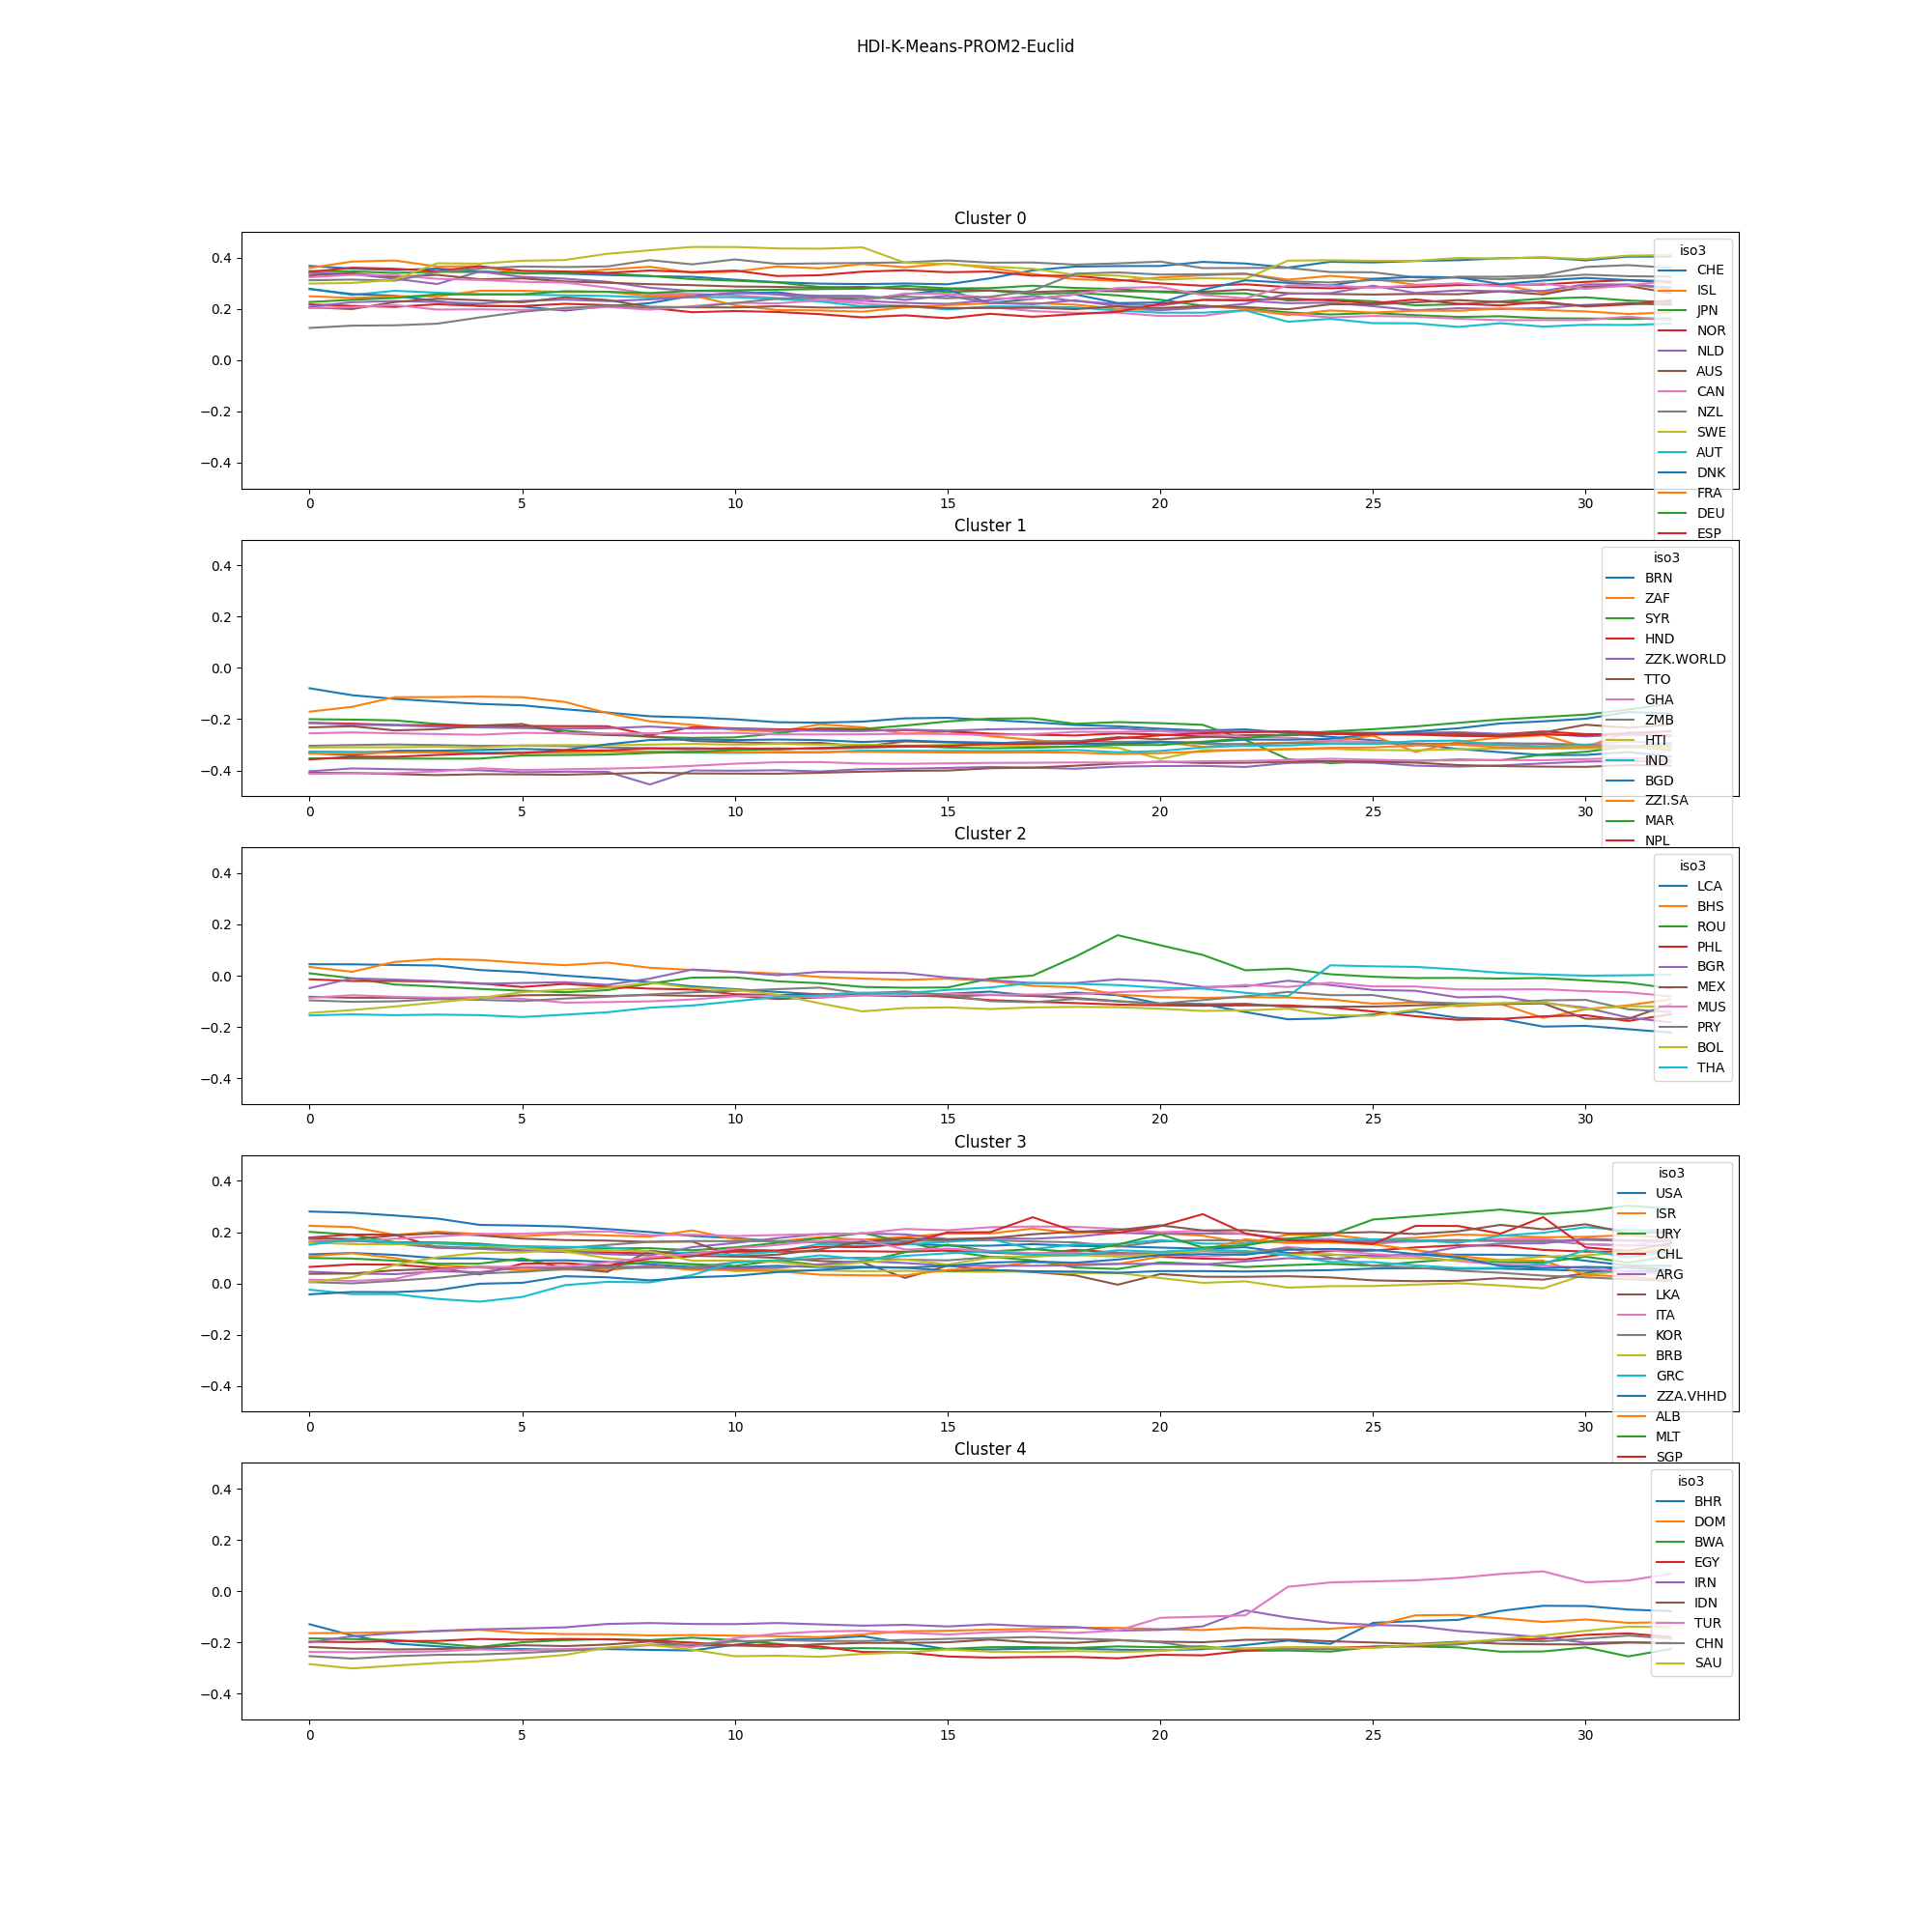 HDI-K-Means-PROM2-Euclid
Cluster 0
0.4
0.2
0.0
−0.2
−0.4
0 5 10 15 20 25 30
iso3
CHE
ISL
JPN
NOR
NLD
AUS
CAN
NZL
SWE
AUT
DNK
FRA
DEU
ESP
Cluster 1
0.4
0.2
0.0
−0.2
−0.4
0 5 10 15 20 25 30
iso3
BRN
ZAF
SYR
HND
ZZK.WORLD
TTO
GHA
ZMB
HTI
IND
BGD
ZZI.SA
MAR
NPL
Cluster 2
0.4
0.2
0.0
−0.2
−0.4
0 5 10 15 20 25 30
iso3
LCA
BHS
ROU
PHL
BGR
MEX
MUS
PRY
BOL
THA
Cluster 3
0.4
0.2
0.0
−0.2
−0.4
0 5 10 15 20 25 30
iso3
USA
ISR
URY
CHL
ARG
LKA
ITA
KOR
BRB
GRC
ZZA.VHHD
ALB
MLT
SGP
Cluster 4
0.4
0.2
0.0
−0.2
−0.4
0 5 10 15 20 25 30
iso3
BHR
DOM
BWA
EGY
IRN
IDN
TUR
CHN
SAU